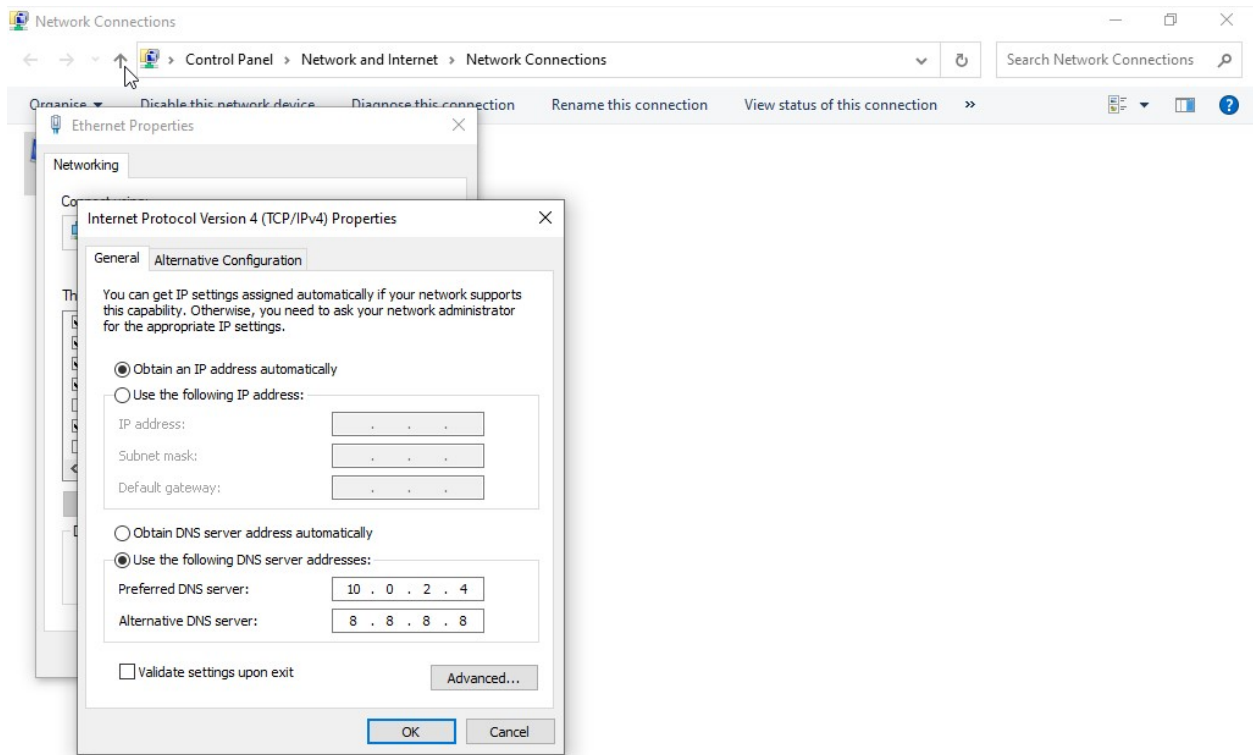 Network Connections
Control Panel > Network and Internet > Network Connections
Search Network Connections
Organise Disable this network device Diagnose this connection Rename this connection View status of this connection »
Ethernet Properties
Networking
Connect using:
Internet Protocol Version 4 (TCP/IPv4) Properties
General Alternative Configuration
Th
You can get IP settings assigned automatically if your network supports
this capability. Otherwise, you need to ask your network administrator
for the appropriate IP settings.
Obtain an IP address automatically
Use the following IP address:
IP address: . . .
Subnet mask: . . .
Default gateway: . . .
Obtain DNS server address automatically
Use the following DNS server addresses:
Preferred DNS server: 10 . 0 . 2 . 4
Alternative DNS server: 8 . 8 . 8 . 8
Validate settings upon exit
Advanced...
OK Cancel